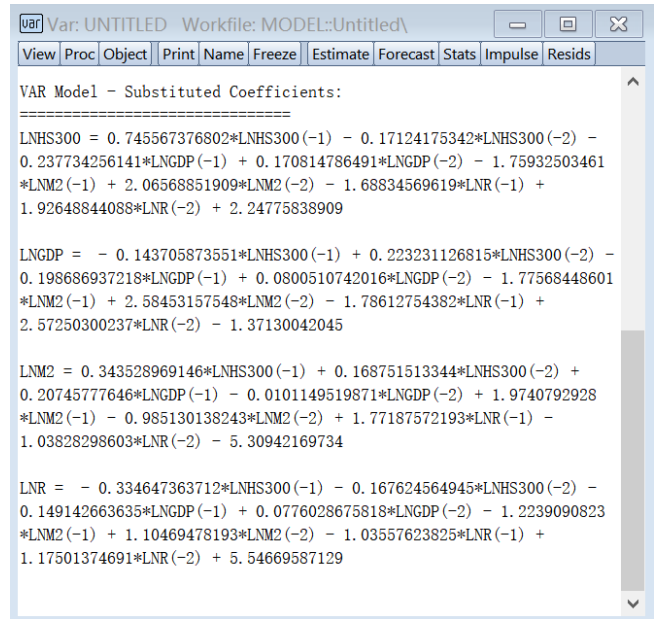 Var Var: UNTITLED Workfile: MODEL::Untitled\
View Proc Object Print Name Freeze Estimate Forecast Stats Impulse Resids
VAR Model - Substituted Coefficients:
===============================
LNHS300 = 0.745567376802*LNHS300(-1) - 0.17124175342*LNHS300(-2) -
0.237734256141*LNGDP(-1) + 0.170814786491*LNGDP(-2) - 1.75932503461
*LNM2(-1) + 2.06568851909*LNM2(-2) - 1.68834569619*LNR(-1) +
1.92648844088*LNR(-2) + 2.24775838909
LNGDP = - 0.143705873551*LNHS300(-1) + 0.223231126815*LNHS300(-2) -
0.198686937218*LNGDP(-1) + 0.0800510742016*LNGDP(-2) - 1.77568448601
*LNM2(-1) + 2.58453157548*LNM2(-2) - 1.78612754382*LNR(-1) +
2.57250300237*LNR(-2) - 1.37130042045
LNM2 = 0.343528969146*LNHS300(-1) + 0.168751513344*LNHS300(-2) +
0.20745777646*LNGDP(-1) - 0.0101149519871*LNGDP(-2) + 1.9740792928
*LNM2(-1) - 0.985130138243*LNM2(-2) + 1.77187572193*LNR(-1) -
1.03828298603*LNR(-2) - 5.30942169734
LNR = - 0.334647363712*LNHS300(-1) - 0.167624564945*LNHS300(-2) -
0.149142663635*LNGDP(-1) + 0.0776028675818*LNGDP(-2) - 1.2239090823
*LNM2(-1) + 1.10469478193*LNM2(-2) - 1.03557623825*LNR(-1) +
1.17501374691*LNR(-2) + 5.54669587129